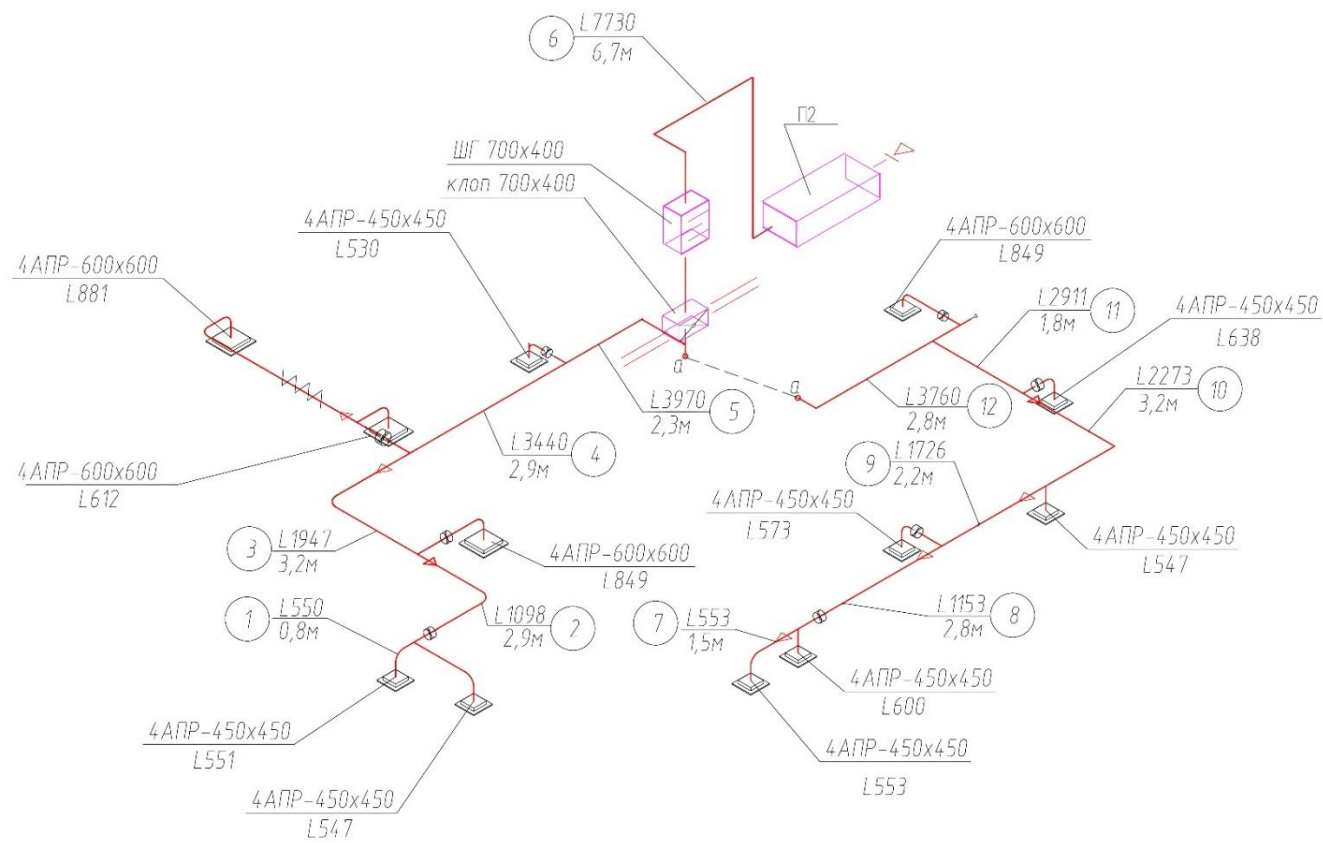 6
L7730
6,7м
П2
ШГ 700х400
клоп 700х400
4АПР-450х450
L530
4АПР-600х600
L881
4АПР-600х600
L849
L2911
1,8м
11
4АПР-450х450
L638
а
а
L3970
2,3м
5
L3760
2,8м
12
L2273
3,2м
10
L3440
2,9м
4
4АПР-600х600
L612
9
L1726
2,2м
4АПР-450х450
L573
4АПР-450х450
L547
3
L1947
3,2м
4АПР-600х600
L849
1
L550
0,8м
L1098
2,9м
2
7
L553
1,5м
L1153
2,8м
8
4АПР-450х450
L600
4АПР-450х450
L551
4АПР-450х450
L553
4АПР-450х450
L547